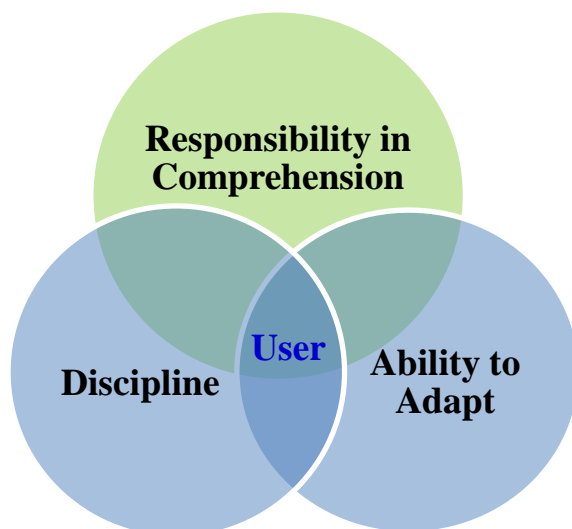 Responsibility in
Comprehension
User
Discipline
Ability to
Adapt